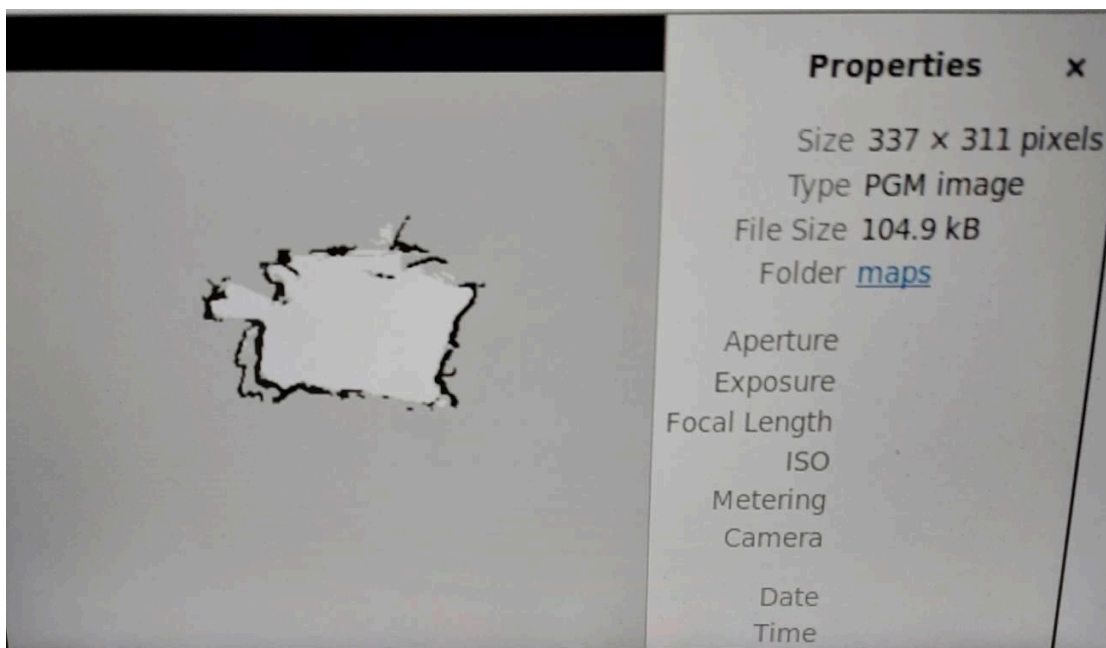 Properties x
Size 337 × 311 pixels
Type PGM image
File Size 104.9 kB
Folder maps
Aperture
Exposure
Focal Length
ISO
Metering
Camera
Date
Time